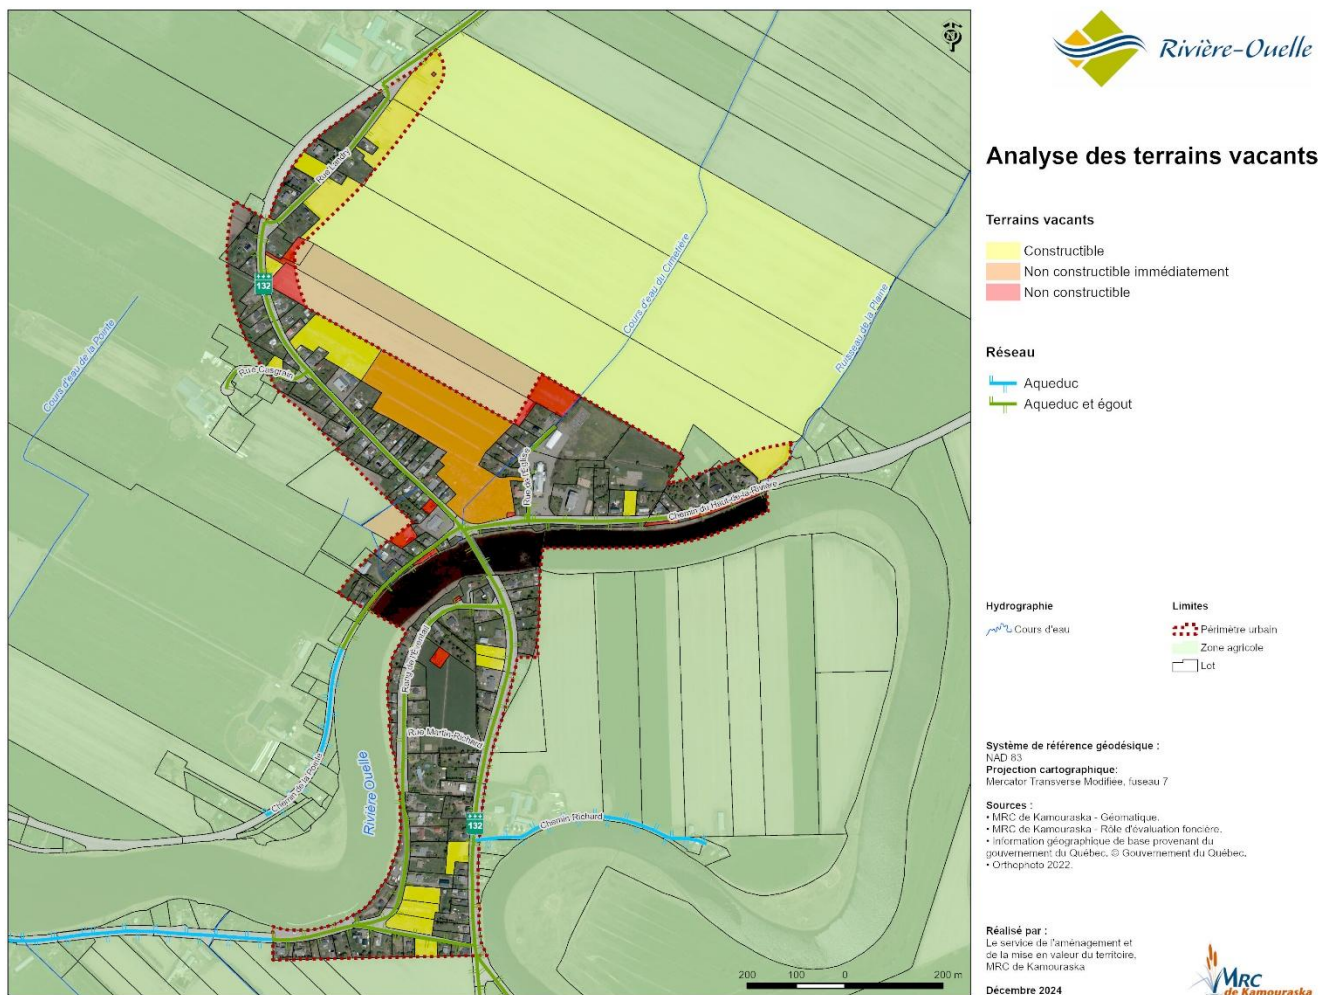 Rivière-Ouelle
Analyse des terrains vacants
Terrains vacants
Constructible
Non constructible immédiatement
Non constructible
Réseau
Aqueduc
Aqueduc et égout
Hydrographie
Cours d'eau
Limites
Périmètre urbain
Zone agricole
Lot
Système de référence géodésique :
NAD 83
Projection cartographique:
Mercator Transverse Modifiée, fuseau 7
Sources :
• MRC de Kamouraska - Géomatique.
• MRC de Kamouraska - Rôle d'évaluation foncière.
• Information géographique de base provenant du
gouvernement du Québec, © Gouvernement du Québec.
• Orthophoto 2022.
Réalisé par :
Le service de l'aménagement et
de la mise en valeur du territoire,
MRC de Kamouraska
Décembre 2024
MRC
de Kamouraska
N
Rue Landry
132
Cours d'eau du Cimetière
Ruisseau de la Plaine
Cours d'eau de la Pointe
Rue Casgrain
Rue de l'Église
Chemin du Haut-de-la-Rivière
Rue Martin-Richard
Rivière Ouelle
Chemin de la Pointe
132
Chemin Richard
200
100
0
200 m